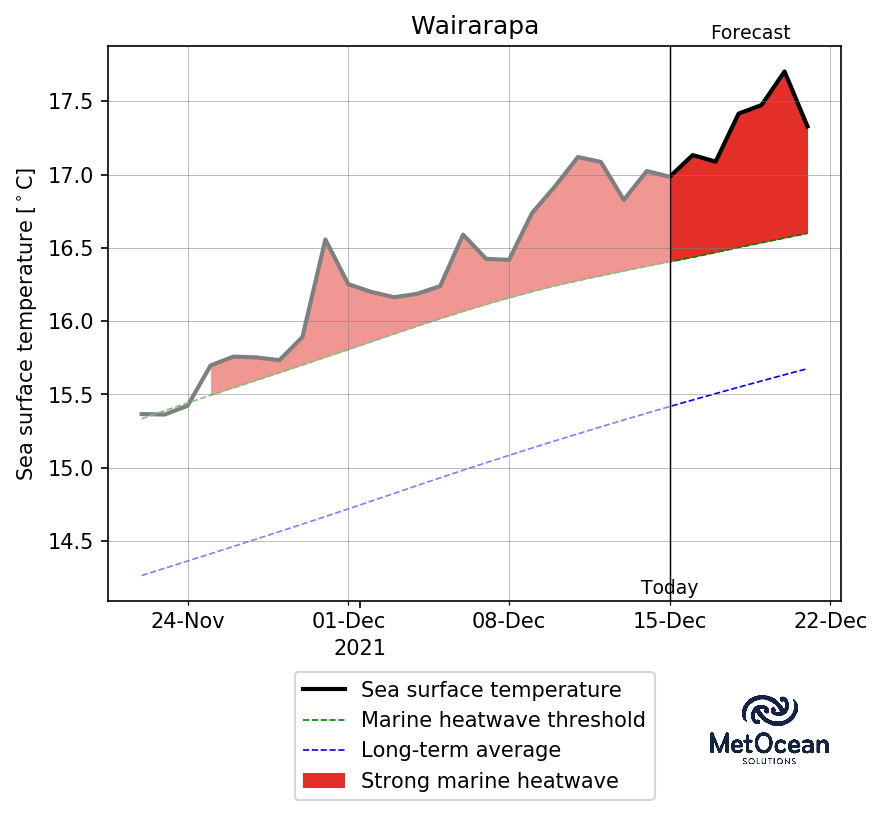 Wairarapa
Forecast
Sea surface temperature [°C]
17.5
17.0
16.5
16.0
15.5
15.0
14.5
Today
24-Nov
01-Dec
08-Dec
15-Dec
22-Dec
2021
Sea surface temperature
Marine heatwave threshold
Long-term average
Strong marine heatwave
MetOcean
SOLUTIONS